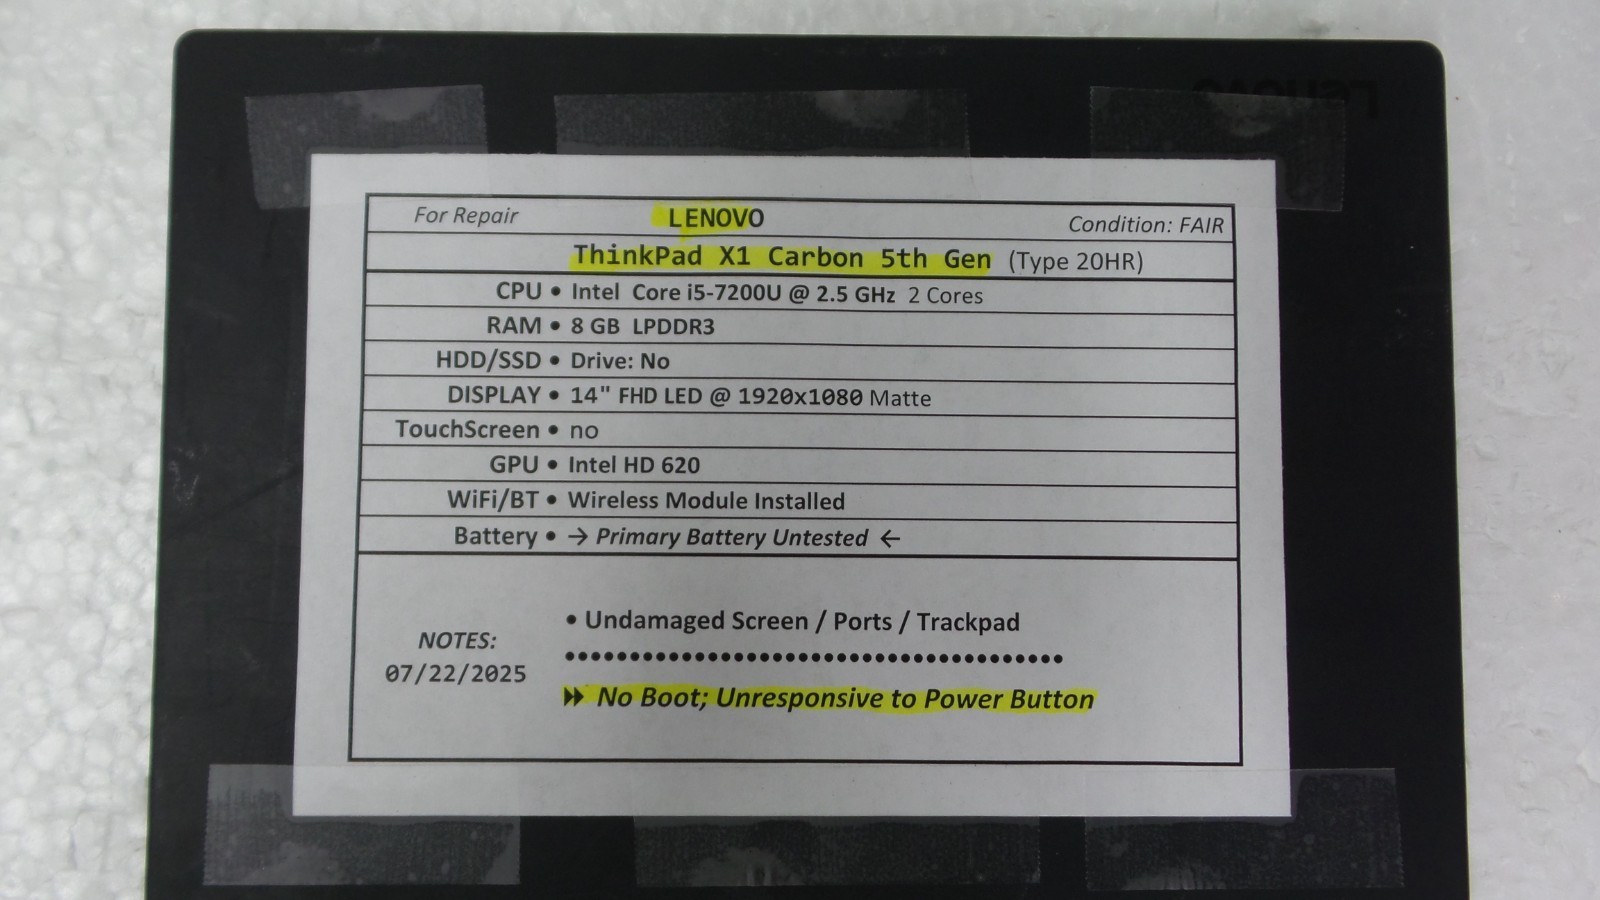 Lenovo
For Repair LENOVO Condition: FAIR
ThinkPad X1 Carbon 5th Gen (Type 20HR)
CPU • Intel Core i5-7200U @ 2.5 GHz 2 Cores
RAM • 8 GB LPDDR3
HDD/SSD • Drive: No
DISPLAY • 14" FHD LED @ 1920x1080 Matte
TouchScreen • no
GPU • Intel HD 620
WiFi/BT • Wireless Module Installed
Battery • → Primary Battery Untested ←
• Undamaged Screen / Ports / Trackpad
NOTES:
07/22/2025
•••••••••••••••••••••••••••••••••••••••
⏩ No Boot; Unresponsive to Power Button